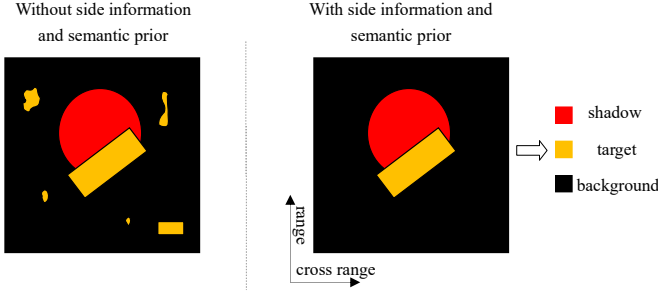 Without side information
and semantic prior
With side information and
semantic prior
shadow
target
background
range
cross range